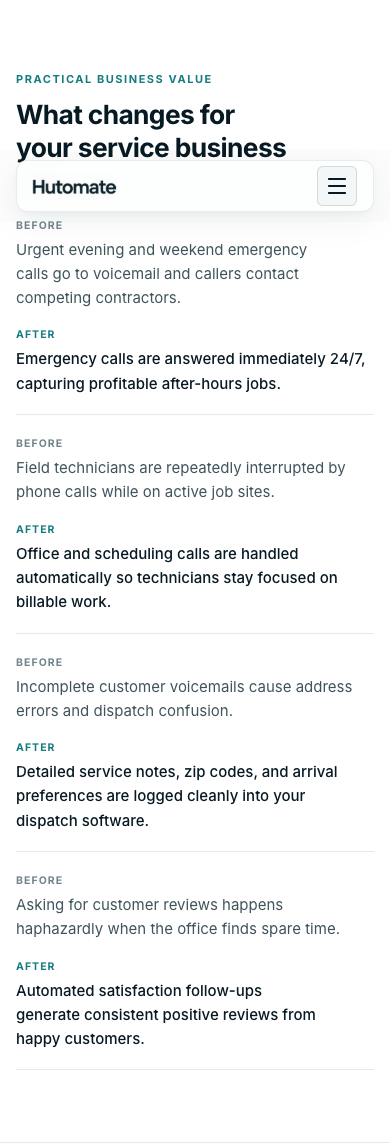 PRACTICAL BUSINESS VALUE
What changes for
your service business
Hutomate
BEFORE
Urgent evening and weekend emergency
calls go to voicemail and callers contact
competing contractors.
AFTER
Emergency calls are answered immediately 24/7,
capturing profitable after-hours jobs.
BEFORE
Field technicians are repeatedly interrupted by
phone calls while on active job sites.
AFTER
Office and scheduling calls are handled
automatically so technicians stay focused on
billable work.
BEFORE
Incomplete customer voicemails cause address
errors and dispatch confusion.
AFTER
Detailed service notes, zip codes, and arrival
preferences are logged cleanly into your
dispatch software.
BEFORE
Asking for customer reviews happens
haphazardly when the office finds spare time.
AFTER
Automated satisfaction follow-ups
generate consistent positive reviews from
happy customers.